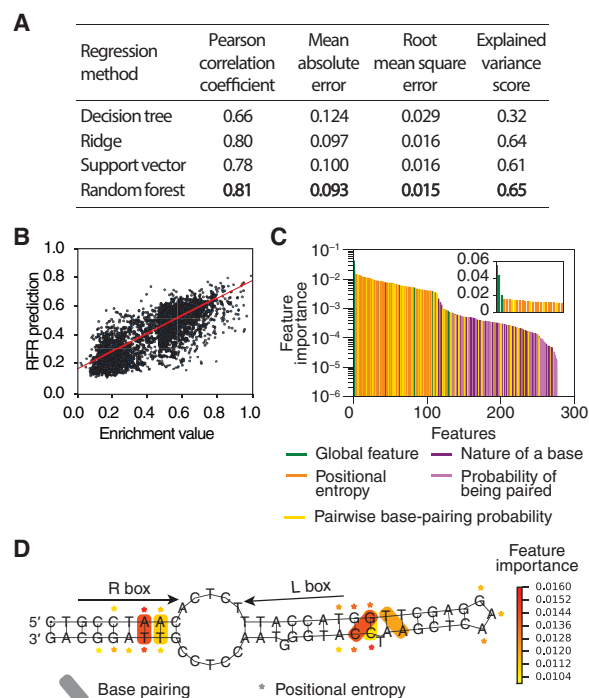 A
Regression method
Pearson correlation coefficient
Mean absolute error
Root mean square error
Explained variance score
Decision tree 0.66 0.124 0.029 0.32
Ridge 0.80 0.097 0.016 0.64
Support vector 0.78 0.100 0.016 0.61
Random forest 0.81 0.093 0.015 0.65
B
RFR prediction
1.0
0.8
0.6
0.4
0.2
0.0
0.0 0.2 0.4 0.6 0.8 1.0
Enrichment value
C
Feature importance
10⁻¹
10⁻²
10⁻³
10⁻⁴
10⁻⁵
10⁻⁶
0.06
0.04
0.02
0
0 100 200 300
Features
Global feature
Nature of a base
Positional entropy
Probability of being paired
Pairwise base-pairing probability
D
R box
L box
5′ C T G C G C T A A
A C T C T
T T A C C A T G G T T C G A G G
3′ G A C G G A T T
Feature importance
0.0160
0.0152
0.0144
0.0136
0.0128
0.0120
0.0112
0.0104
Base pairing
Positional entropy